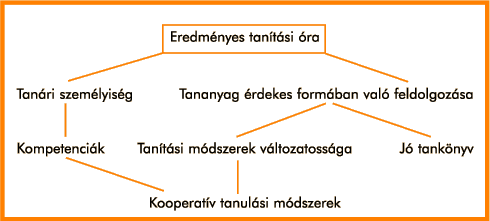 Eredményes tanítási óra
Tanári személyiség
Tananyag érdekes formában való feldolgozása
Kompetenciák
Tanítási módszerek változatossága
Jó tankönyv
Kooperatív tanulási módszerek